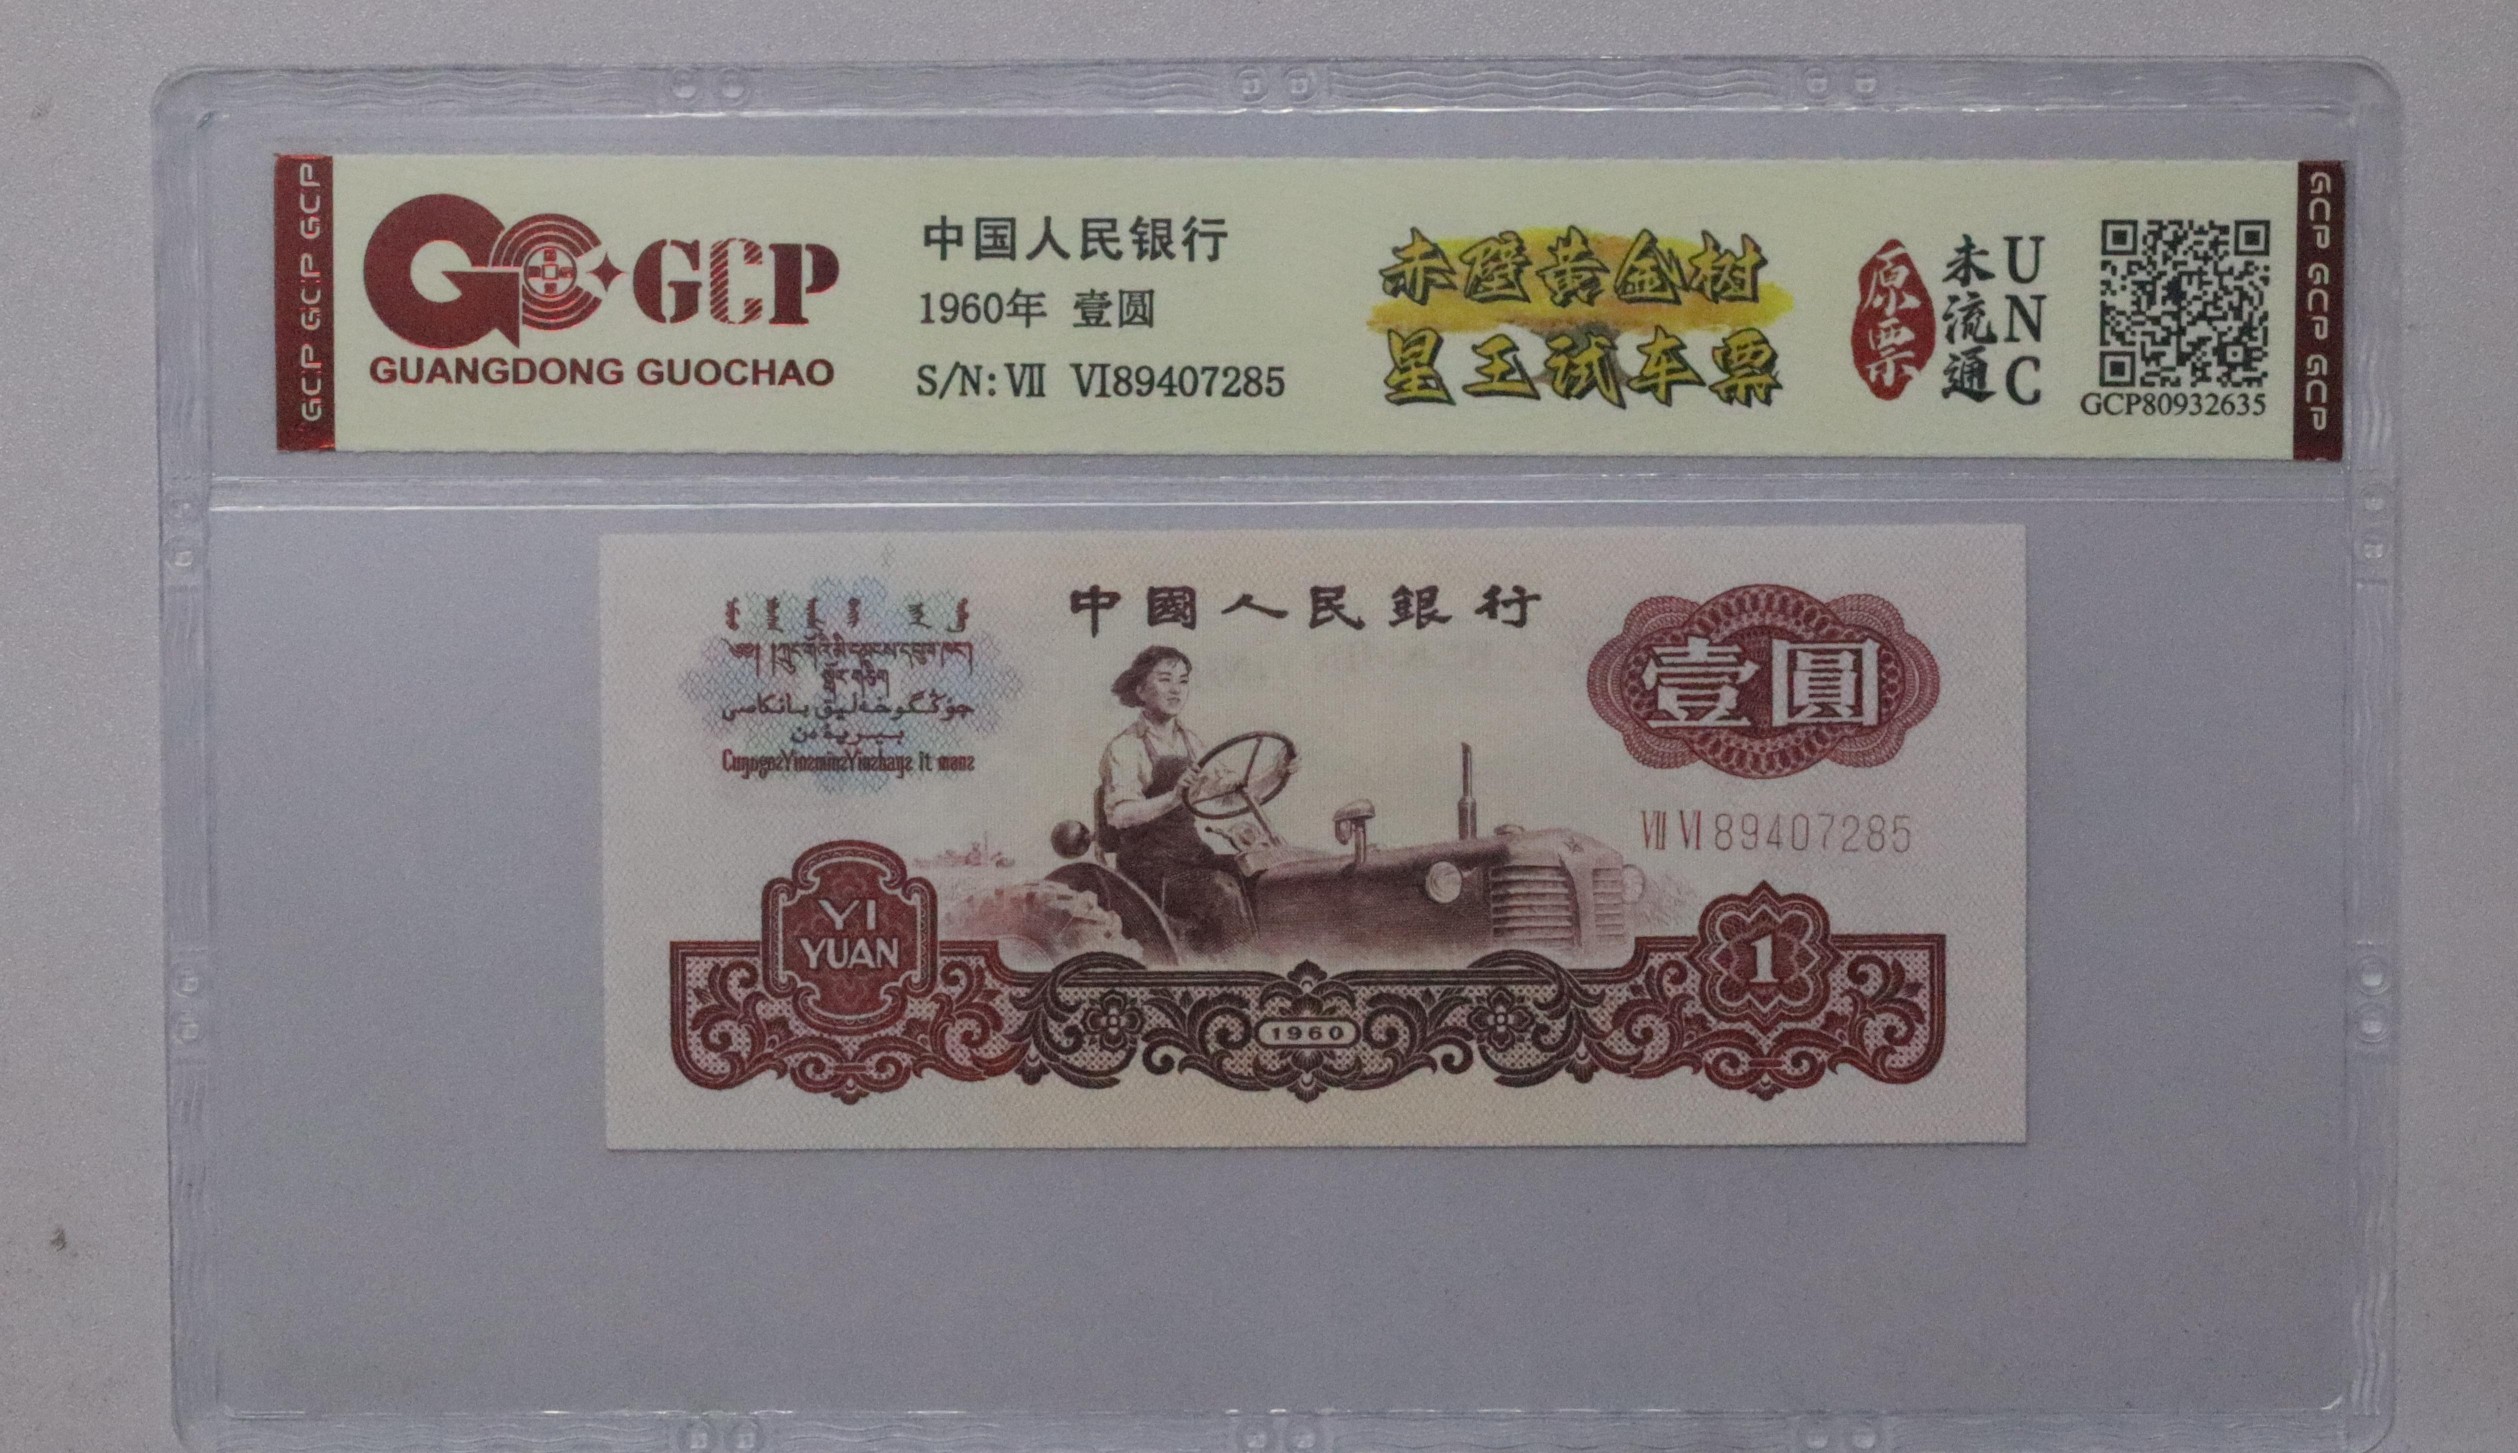 GCP GCP GCP
GCP
GUANGDONG GUOCHAO
中国人民银行
1960年 壹圆
S/N: Ⅶ Ⅵ89407285
赤壁黄金树
星王试车票
原票
未流通
UNC
GCP80932635
GCP GCP GCP
中國人民銀行
壹圓
Ⅶ Ⅵ 89407285
YI
YUAN
1
1960